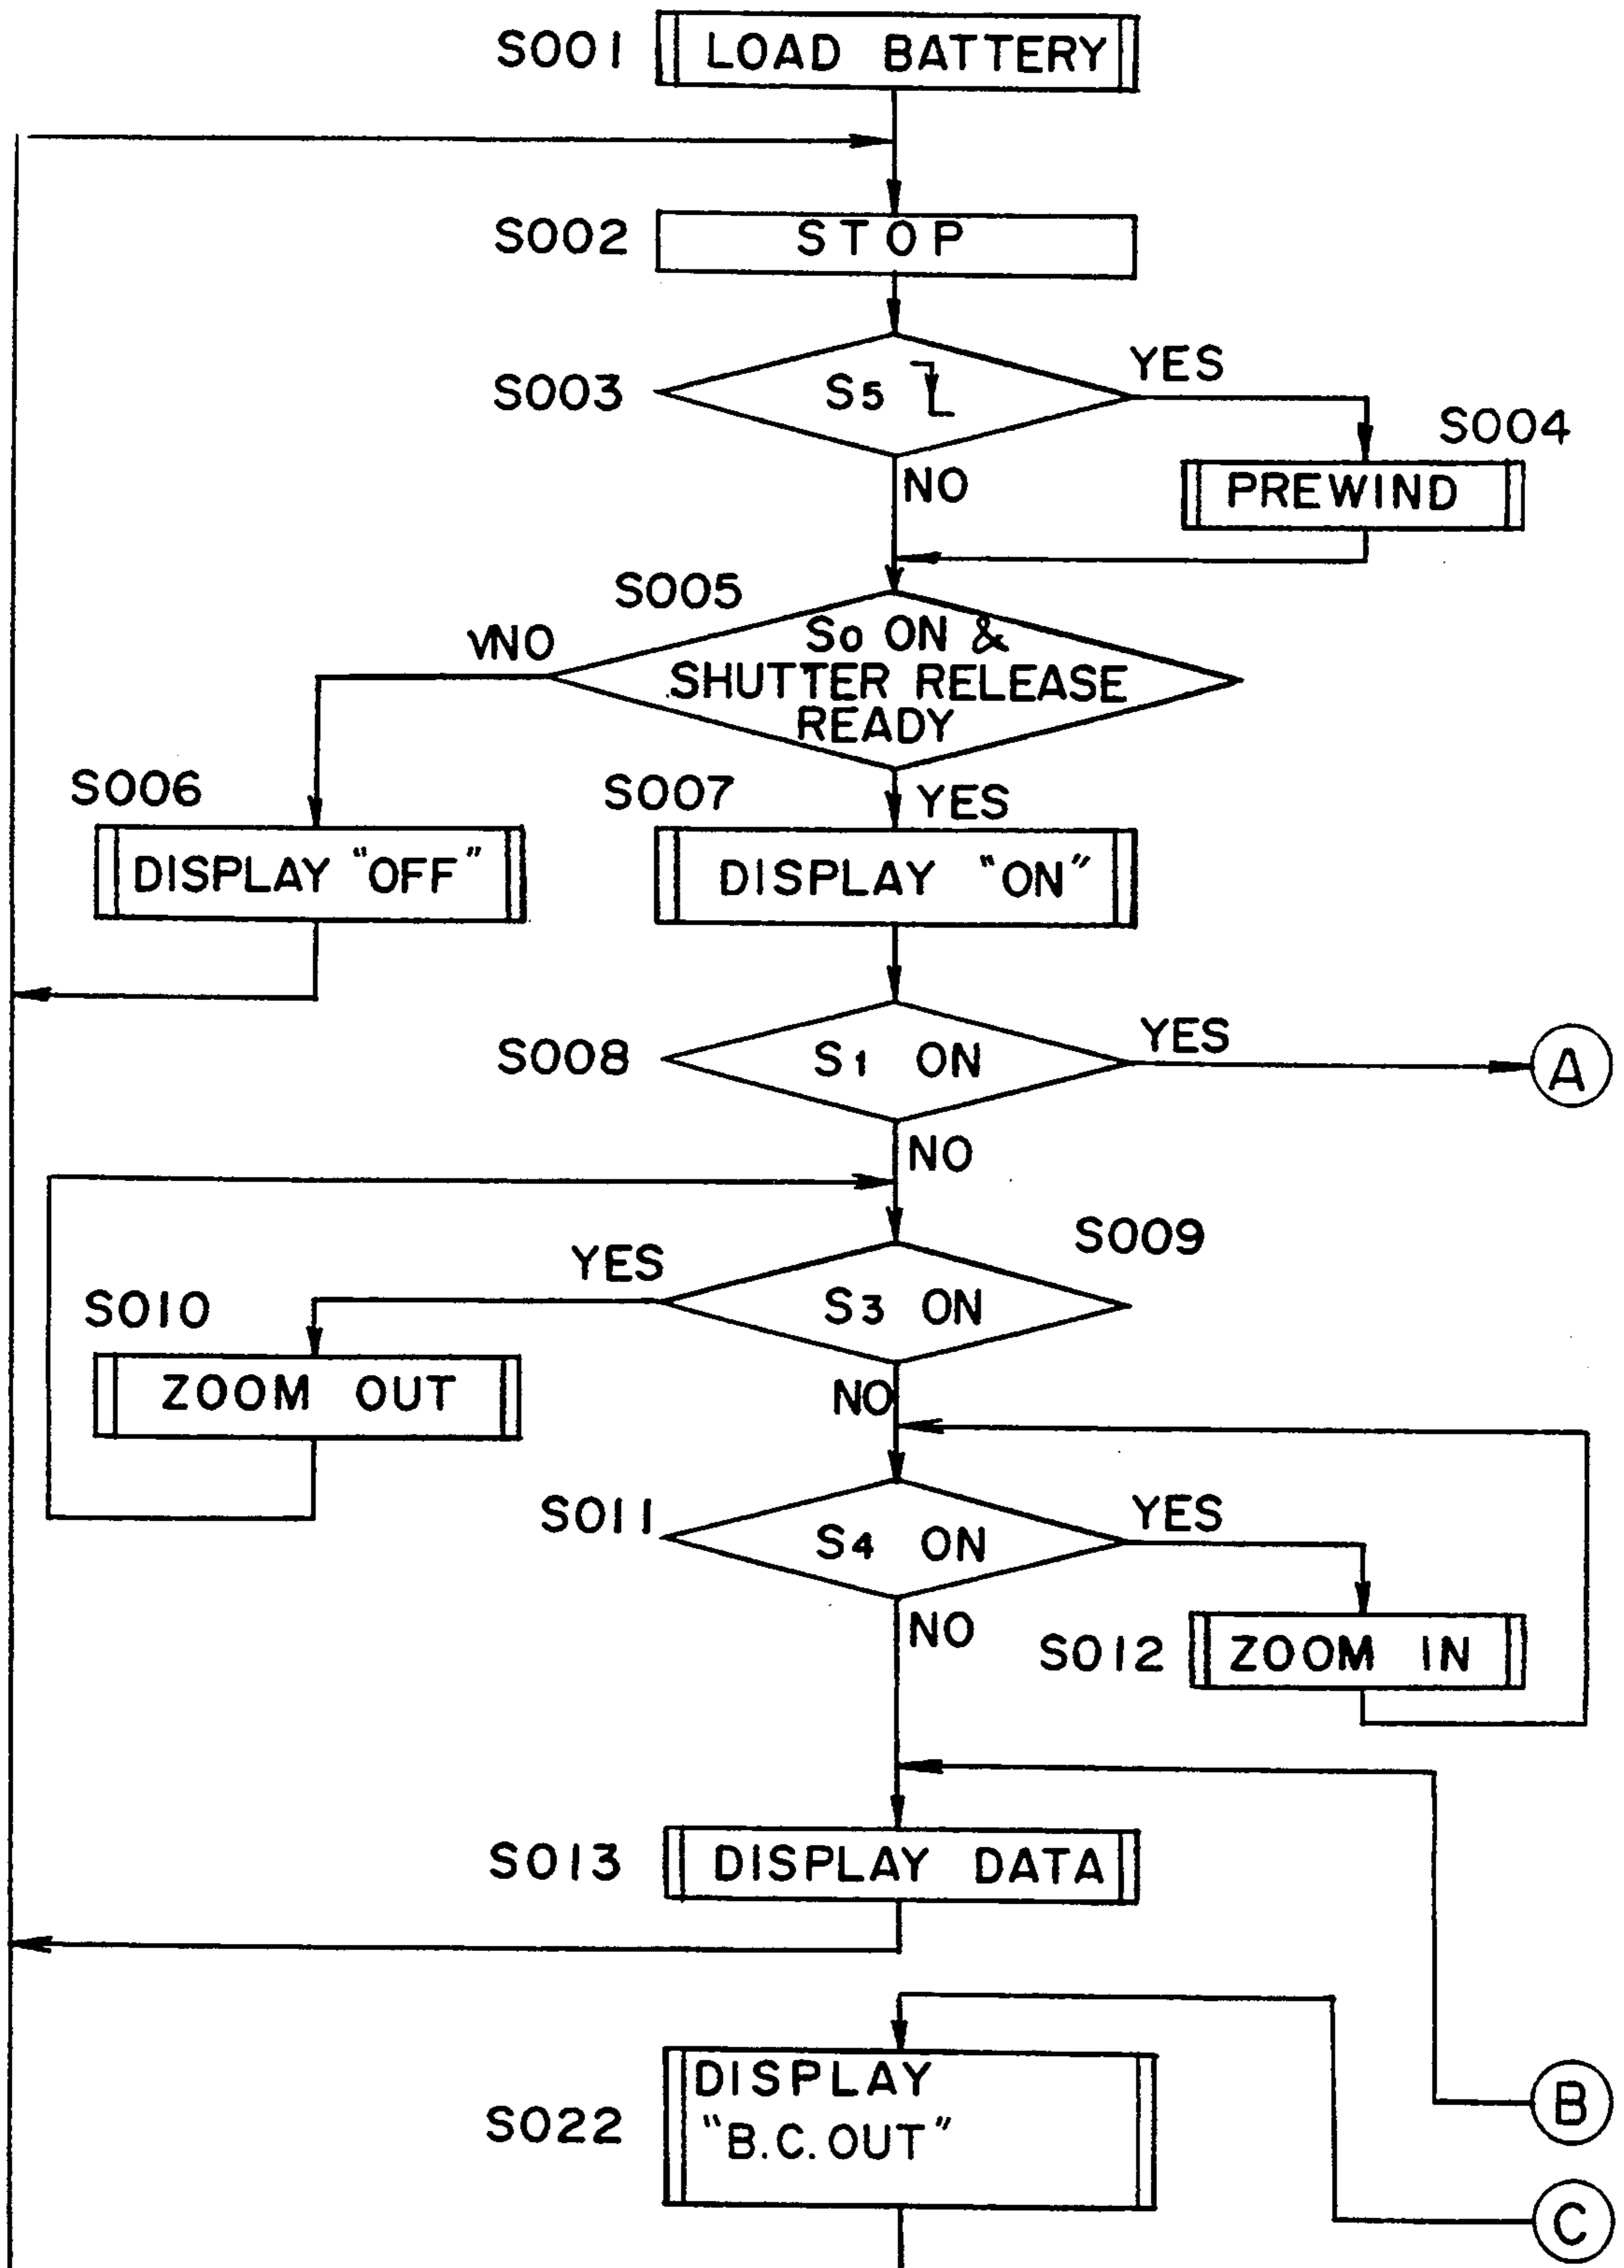 S001 LOAD BATTERY
S002 STOP
S003 S5 YES
S004
NO PREWIND
S005
NO S0 ON &
SHUTTER RELEASE
READY
S006 S007 YES
DISPLAY "OFF" DISPLAY "ON"
S008 S1 ON YES A
NO
S009
YES
S010 S3 ON
ZOOM OUT NO
S011 S4 ON YES
NO
S012 ZOOM IN
S013 DISPLAY DATA
DISPLAY
S022 "B.C.OUT" B
C